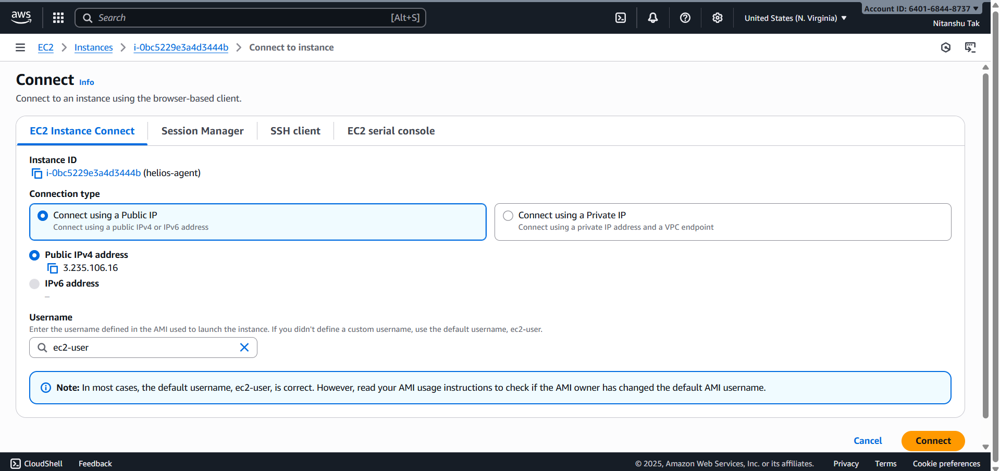 aws
Search [Alt+S]
United States (N. Virginia)
Account ID: 6401-6844-8737
Nitanshu Tak
EC2 Instances i-0bc5229e3a4d3444b Connect to instance
Connect Info
Connect to an instance using the browser-based client.
EC2 Instance Connect Session Manager SSH client EC2 serial console
Instance ID
i-0bc5229e3a4d3444b (helios-agent)
Connection type
Connect using a Public IP
Connect using a public IPv4 or IPv6 address
Connect using a Private IP
Connect using a private IP address and a VPC endpoint
Public IPv4 address
3.235.106.16
IPv6 address
–
Username
Enter the username defined in the AMI used to launch the instance. If you didn't define a custom username, use the default username, ec2-user.
ec2-user
Note: In most cases, the default username, ec2-user, is correct. However, read your AMI usage instructions to check if the AMI owner has changed the default AMI username.
Cancel Connect
CloudShell Feedback © 2025, Amazon Web Services, Inc. or its affiliates. Privacy Terms Cookie preferences